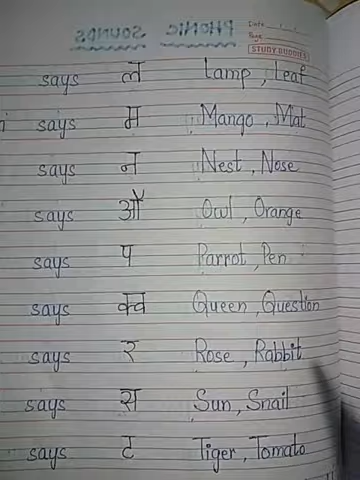 PHONIC SOUNDS
Date
Page
STUDY BUDDIES
says ल Lamp, Leaf
says म Mango, Mat
says न Nest, Nose
says ऑ Owl, Orange
says प Parrot, Pen
says क्व Queen, Question
says र Rose, Rabbit
says स Sun, Snail
says ट Tiger, Tomato